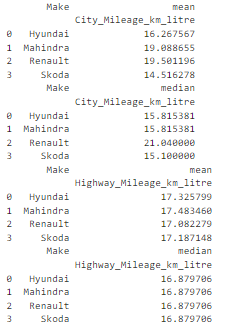 Make mean
City_Mileage_km_litre
0 Hyundai 16.267567
1 Mahindra 19.088655
2 Renault 19.501196
3 Skoda 14.516278
Make median
City_Mileage_km_litre
0 Hyundai 15.815381
1 Mahindra 15.815381
2 Renault 21.040000
3 Skoda 15.100000
Make mean
Highway_Mileage_km_litre
0 Hyundai 17.325799
1 Mahindra 17.483460
2 Renault 17.082279
3 Skoda 17.187148
Make median
Highway_Mileage_km_litre
0 Hyundai 16.879706
1 Mahindra 16.879706
2 Renault 16.879706
3 Skoda 16.879706